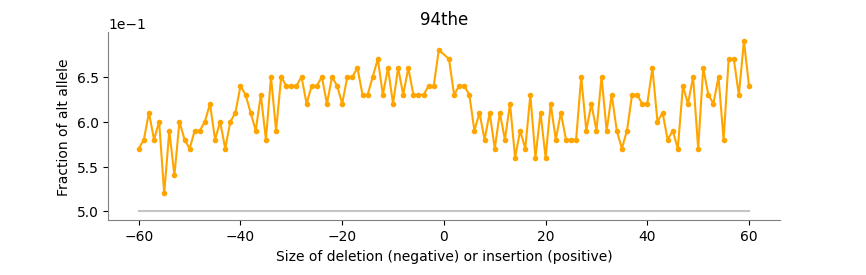 94the
1e−1
6.5
6.0
5.5
5.0
Fraction of alt allele
−60 −40 −20 0 20 40 60
Size of deletion (negative) or insertion (positive)